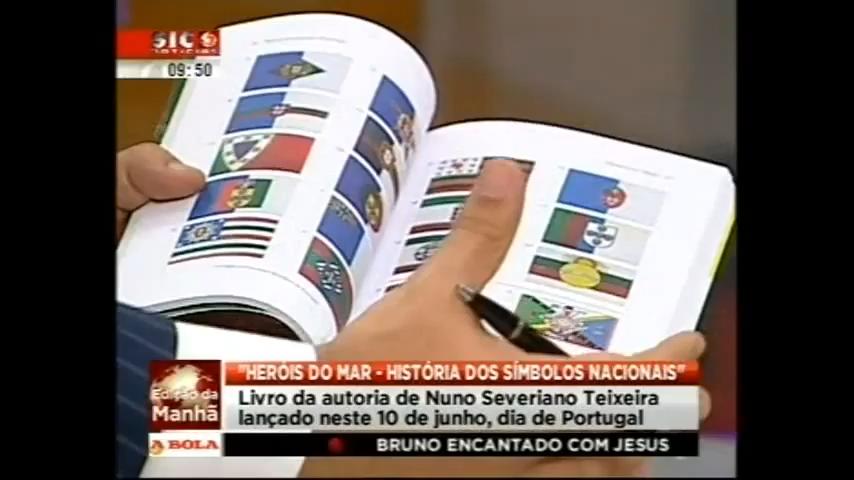 SIC
NOTÍCIAS
09:50
"HERÓIS DO MAR - HISTÓRIA DOS SÍMBOLOS NACIONAIS"
Edição da
Manhã
Livro da autoria de Nuno Severiano Teixeira
lançado neste 10 de junho, dia de Portugal
A BOLA
BRUNO ENCANTADO COM JESUS